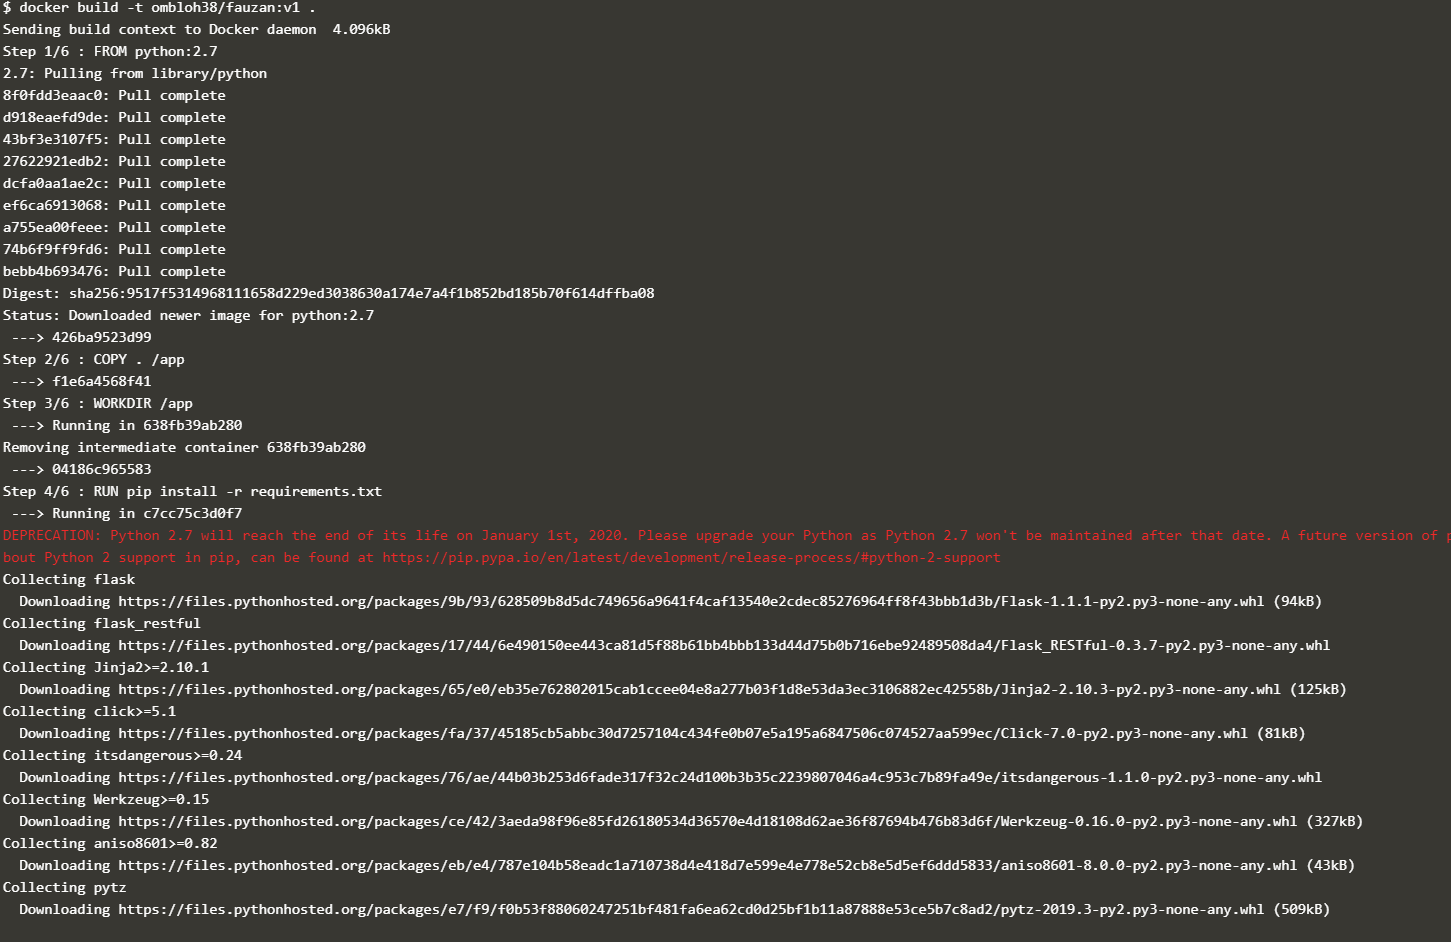 $ docker build -t ombloh38/fauzan:v1 .
Sending build context to Docker daemon  4.096kB
Step 1/6 : FROM python:2.7
2.7: Pulling from library/python
8f0fdd3eaac0: Pull complete
d918eaefd9de: Pull complete
43bf3e3107f5: Pull complete
27622921edb2: Pull complete
dcfa0aa1ae2c: Pull complete
ef6ca6913068: Pull complete
a755ea00feee: Pull complete
74b6f9ff9fd6: Pull complete
bebb4b693476: Pull complete
Digest: sha256:9517f5314968111658d229ed3038630a174e7a4f1b852bd185b70f614dffba08
Status: Downloaded newer image for python:2.7
 ---> 426ba9523d99
Step 2/6 : COPY . /app
 ---> f1e6a4568f41
Step 3/6 : WORKDIR /app
 ---> Running in 638fb39ab280
Removing intermediate container 638fb39ab280
 ---> 04186c965583
Step 4/6 : RUN pip install -r requirements.txt
 ---> Running in c7cc75c3d0f7
DEPRECATION: Python 2.7 will reach the end of its life on January 1st, 2020. Please upgrade your Python as Python 2.7 won't be maintained after that date. A future version of p
bout Python 2 support in pip, can be found at https://pip.pypa.io/en/latest/development/release-process/#python-2-support
Collecting flask
  Downloading https://files.pythonhosted.org/packages/9b/93/628509b8d5dc749656a9641f4caf13540e2cdec85276964ff8f43bbb1d3b/Flask-1.1.1-py2.py3-none-any.whl (94kB)
Collecting flask_restful
  Downloading https://files.pythonhosted.org/packages/17/44/6e490150ee443ca81d5f88b61bb4bbb133d44d75b0b716ebe92489508da4/Flask_RESTful-0.3.7-py2.py3-none-any.whl
Collecting Jinja2>=2.10.1
  Downloading https://files.pythonhosted.org/packages/65/e0/eb35e762802015cab1ccee04e8a277b03f1d8e53da3ec3106882ec42558b/Jinja2-2.10.3-py2.py3-none-any.whl (125kB)
Collecting click>=5.1
  Downloading https://files.pythonhosted.org/packages/fa/37/45185cb5abbc30d7257104c434fe0b07e5a195a6847506c074527aa599ec/Click-7.0-py2.py3-none-any.whl (81kB)
Collecting itsdangerous>=0.24
  Downloading https://files.pythonhosted.org/packages/76/ae/44b03b253d6fade317f32c24d100b3b35c2239807046a4c953c7b89fa49e/itsdangerous-1.1.0-py2.py3-none-any.whl
Collecting Werkzeug>=0.15
  Downloading https://files.pythonhosted.org/packages/ce/42/3aeda98f96e85fd26180534d36570e4d18108d62ae36f87694b476b83d6f/Werkzeug-0.16.0-py2.py3-none-any.whl (327kB)
Collecting aniso8601>=0.82
  Downloading https://files.pythonhosted.org/packages/eb/e4/787e104b58eadc1a710738d4e418d7e599e4e778e52cb8e5d5ef6ddd5833/aniso8601-8.0.0-py2.py3-none-any.whl (43kB)
Collecting pytz
  Downloading https://files.pythonhosted.org/packages/e7/f9/f0b53f88060247251bf481fa6ea62cd0d25bf1b11a87888e53ce5b7c8ad2/pytz-2019.3-py2.py3-none-any.whl (509kB)